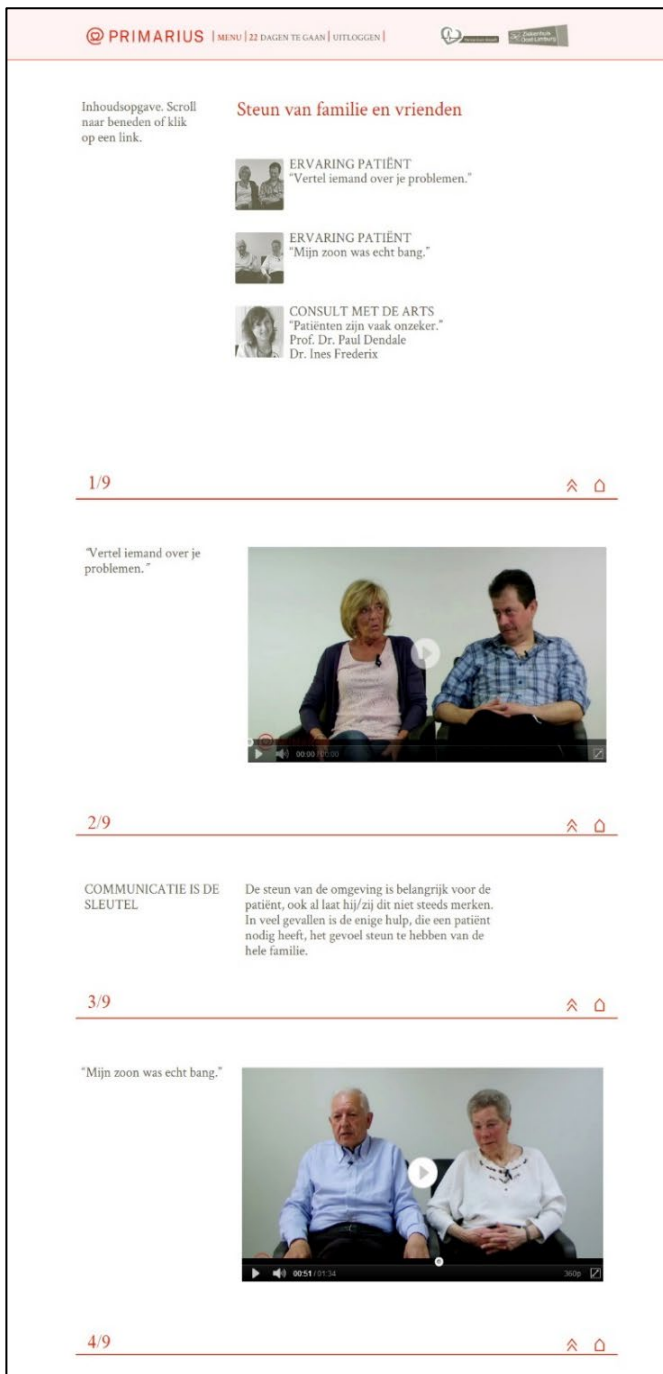 PRIMARIUS | MENU | 22 DAGEN TE GAAN | UITLOGGEN |
Ziekenhuis
Oost-Limburg
Inhoudsopgave. Scroll
naar beneden of klik
op een link.
Steun van familie en vrienden
ERVARING PATIËNT
“Vertel iemand over je problemen.”
ERVARING PATIËNT
“Mijn zoon was echt bang.”
CONSULT MET DE ARTS
“Patiënten zijn vaak onzeker.”
Prof. Dr. Paul Dendale
Dr. Ines Frederix
1/9
“Vertel iemand over je
problemen.”
00:00 / 00:00
2/9
COMMUNICATIE IS DE
SLEUTEL
De steun van de omgeving is belangrijk voor de
patiënt, ook al laat hij/zij dit niet steeds merken.
In veel gevallen is de enige hulp, die een patiënt
nodig heeft, het gevoel steun te hebben van de
hele familie.
3/9
“Mijn zoon was echt bang.”
00:51 / 01:34
360p
4/9